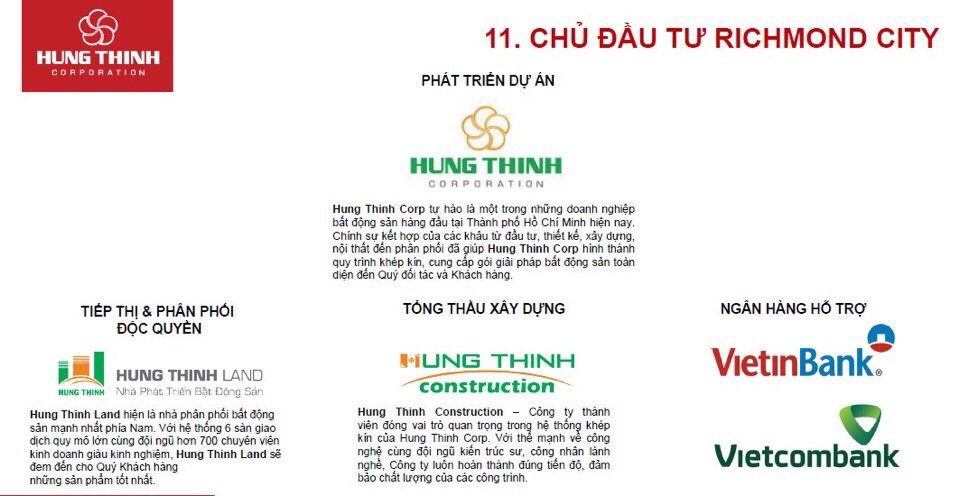 HUNG THINH
CORPORATION
11. CHỦ ĐẦU TƯ RICHMOND CITY
PHÁT TRIỂN DỰ ÁN
HUNG THINH
CORPORATION
Hung Thinh Corp tự hào là một trong những doanh nghiệp
bất động sản hàng đầu tại Thành phố Hồ Chí Minh hiện nay.
Chính sự kết hợp của các khâu từ đầu tư, thiết kế, xây dựng,
nội thất đến phân phối đã giúp Hung Thinh Corp hình thành
quy trình khép kín, cung cấp gói giải pháp bất động sản toàn
diện đến Quý đối tác và Khách hàng.
TIẾP THỊ & PHÂN PHỐI
ĐỘC QUYỀN
HUNG THINH
HUNG THINH LAND
Nhà Phát Triển Bất Động Sản
Hung Thinh Land hiện là nhà phân phối bất động
sản mạnh nhất phía Nam. Với hệ thống 6 sàn giao
dịch quy mô lớn cùng đội ngũ hơn 700 chuyên viên
kinh doanh giàu kinh nghiệm, Hung Thinh Land sẽ
đem đến cho Quý Khách hàng
những sản phẩm tốt nhất.
TỔNG THẦU XÂY DỰNG
HUNG THINH
construction
Hung Thinh Construction – Công ty thành
viên đóng vai trò quan trọng trong hệ thống khép
kín của Hung Thinh Corp. Với thế mạnh về công
nghệ cùng đội ngũ kiến trúc sư, công nhân lành
nghề, Công ty luôn hoàn thành đúng tiến độ, đảm
bảo chất lượng của các công trình.
NGÂN HÀNG HỖ TRỢ
VietinBank®
Vietcombank